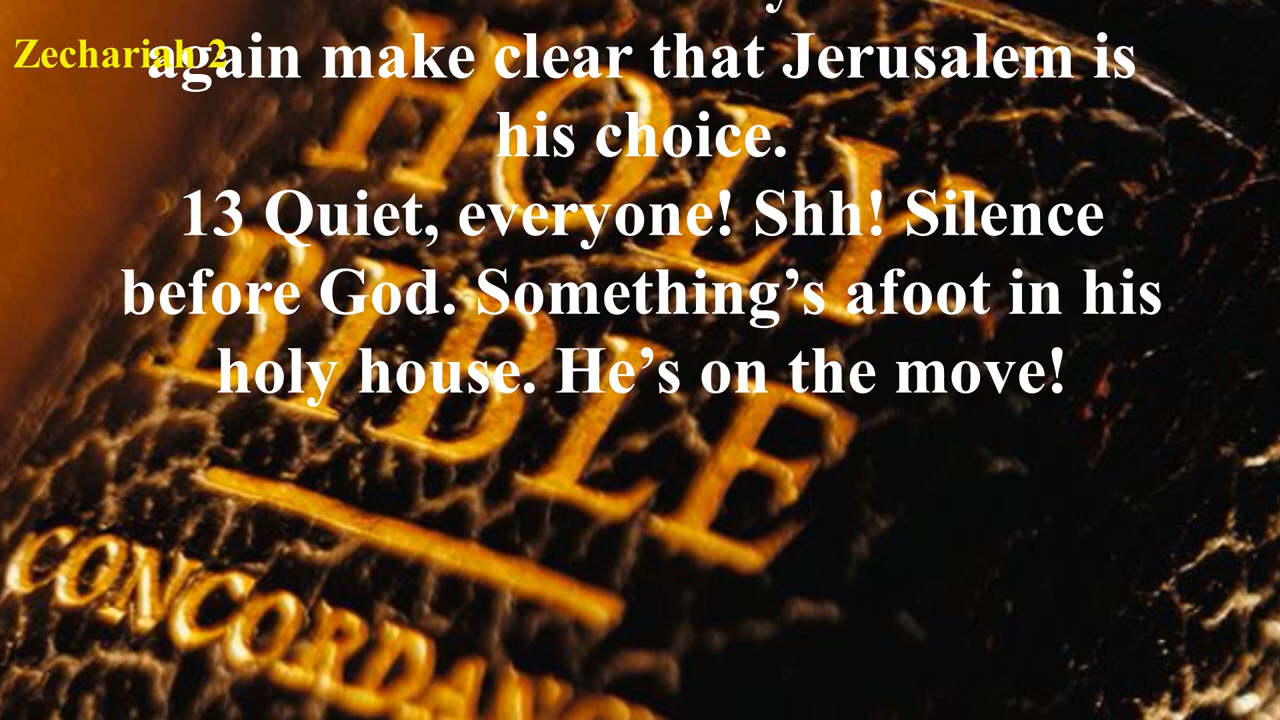 Zechariah 2
again make clear that Jerusalem is
his choice.
13 Quiet, everyone! Shh! Silence
before God. Something’s afoot in his
holy house. He’s on the move!
HOLY
BIBLE